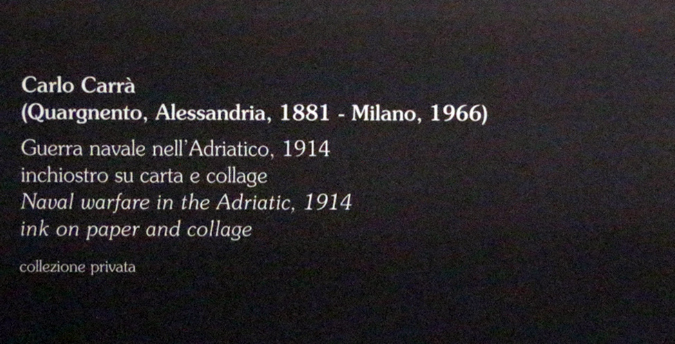 Carlo Carrà
(Quargnento, Alessandria, 1881 - Milano, 1966)
Guerra navale nell'Adriatico, 1914
inchiostro su carta e collage
Naval warfare in the Adriatic, 1914
ink on paper and collage
collezione privata